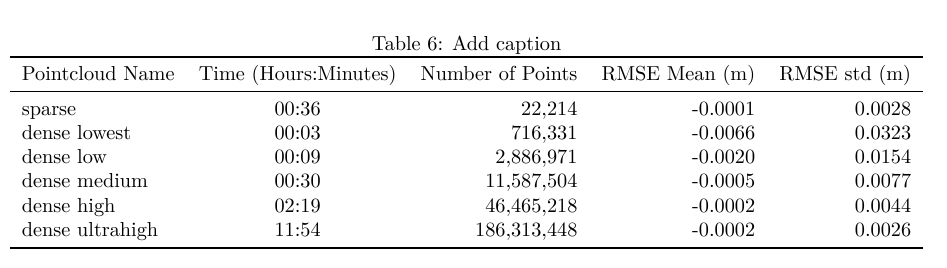 Table 6: Add caption
Pointcloud Name Time (Hours:Minutes) Number of Points RMSE Mean (m) RMSE std (m)
sparse 00:36 22,214 -0.0001 0.0028
dense lowest 00:03 716,331 -0.0066 0.0323
dense low 00:09 2,886,971 -0.0020 0.0154
dense medium 00:30 11,587,504 -0.0005 0.0077
dense high 02:19 46,465,218 -0.0002 0.0044
dense ultrahigh 11:54 186,313,448 -0.0002 0.0026